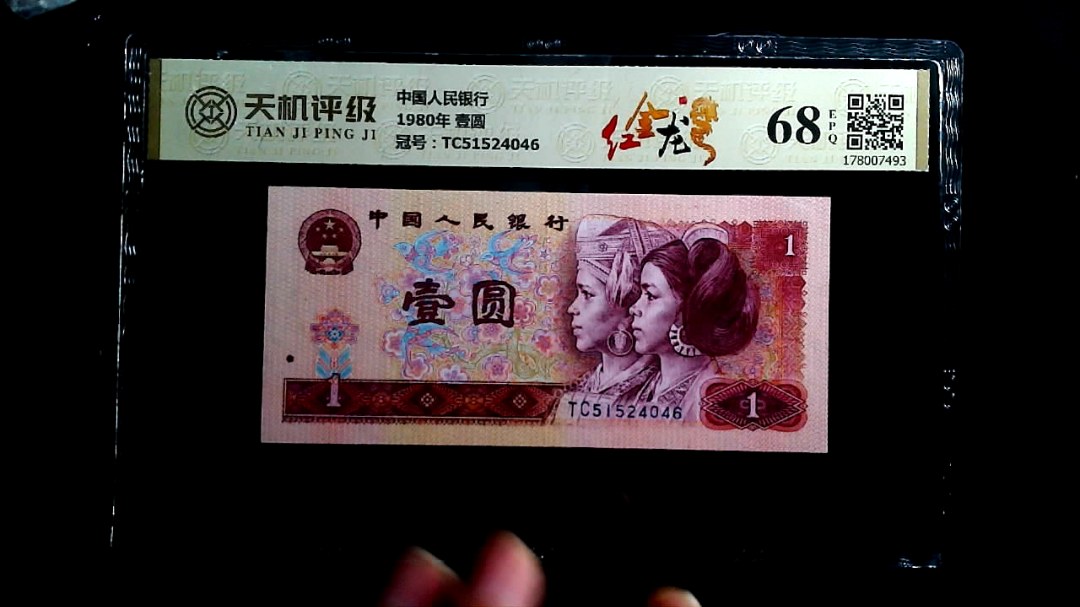 天机评级
TIAN JI PING JI
中国人民银行
1980年 壹圆
冠号：TC51524046
红金龙
68
EPQ
178007493
中国人民银行
1
壹圆
1
TC51524046
1